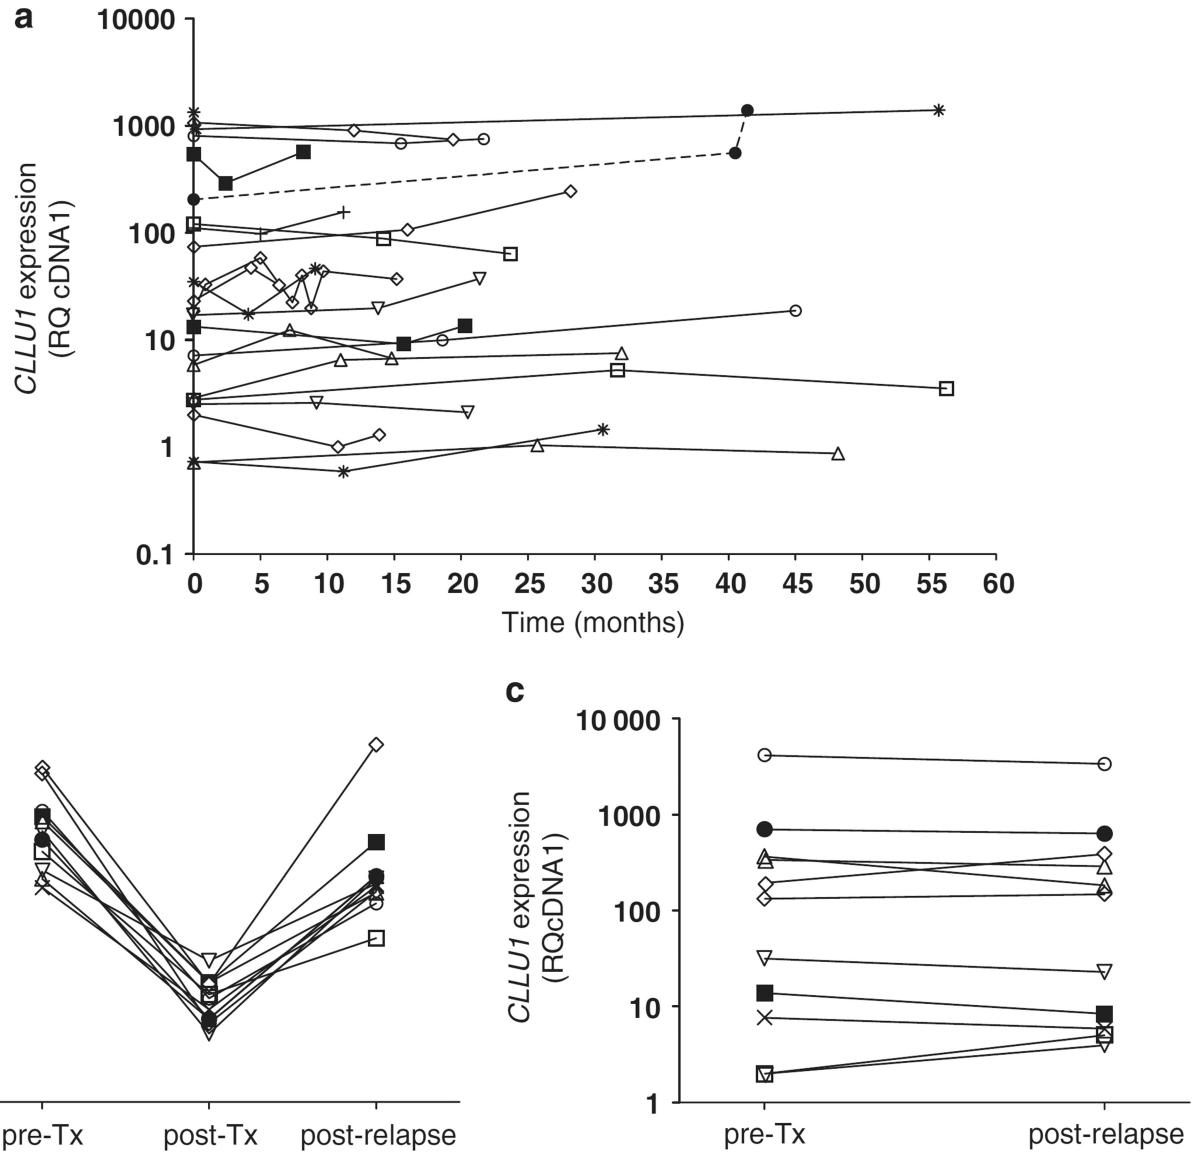 a
CLLU1 expression
(RQ cDNA1)
10000
1000
100
10
1
0.1
0 5 10 15 20 25 30 35 40 45 50 55 60
Time (months)
pre-Tx post-Tx post-relapse
c
CLLU1 expression
(RQcDNA1)
10 000
1000
100
10
1
pre-Tx post-relapse